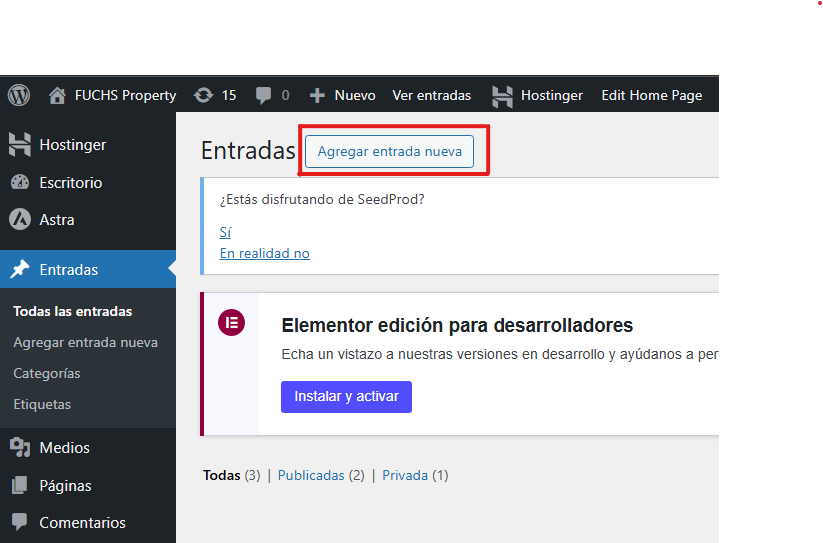 FUCHS Property 15 0 Nuevo Ver entradas Hostinger Edit Home Page
Hostinger
Escritorio
Astra
Entradas
Todas las entradas
Agregar entrada nueva
Categorías
Etiquetas
Medios
Páginas
Comentarios
Entradas Agregar entrada nueva
¿Estás disfrutando de SeedProd?
Sí
En realidad no
Elementor edición para desarrolladores
Echa un vistazo a nuestras versiones en desarrollo y ayúdanos a per
Instalar y activar
Todas (3) | Publicadas (2) | Privada (1)